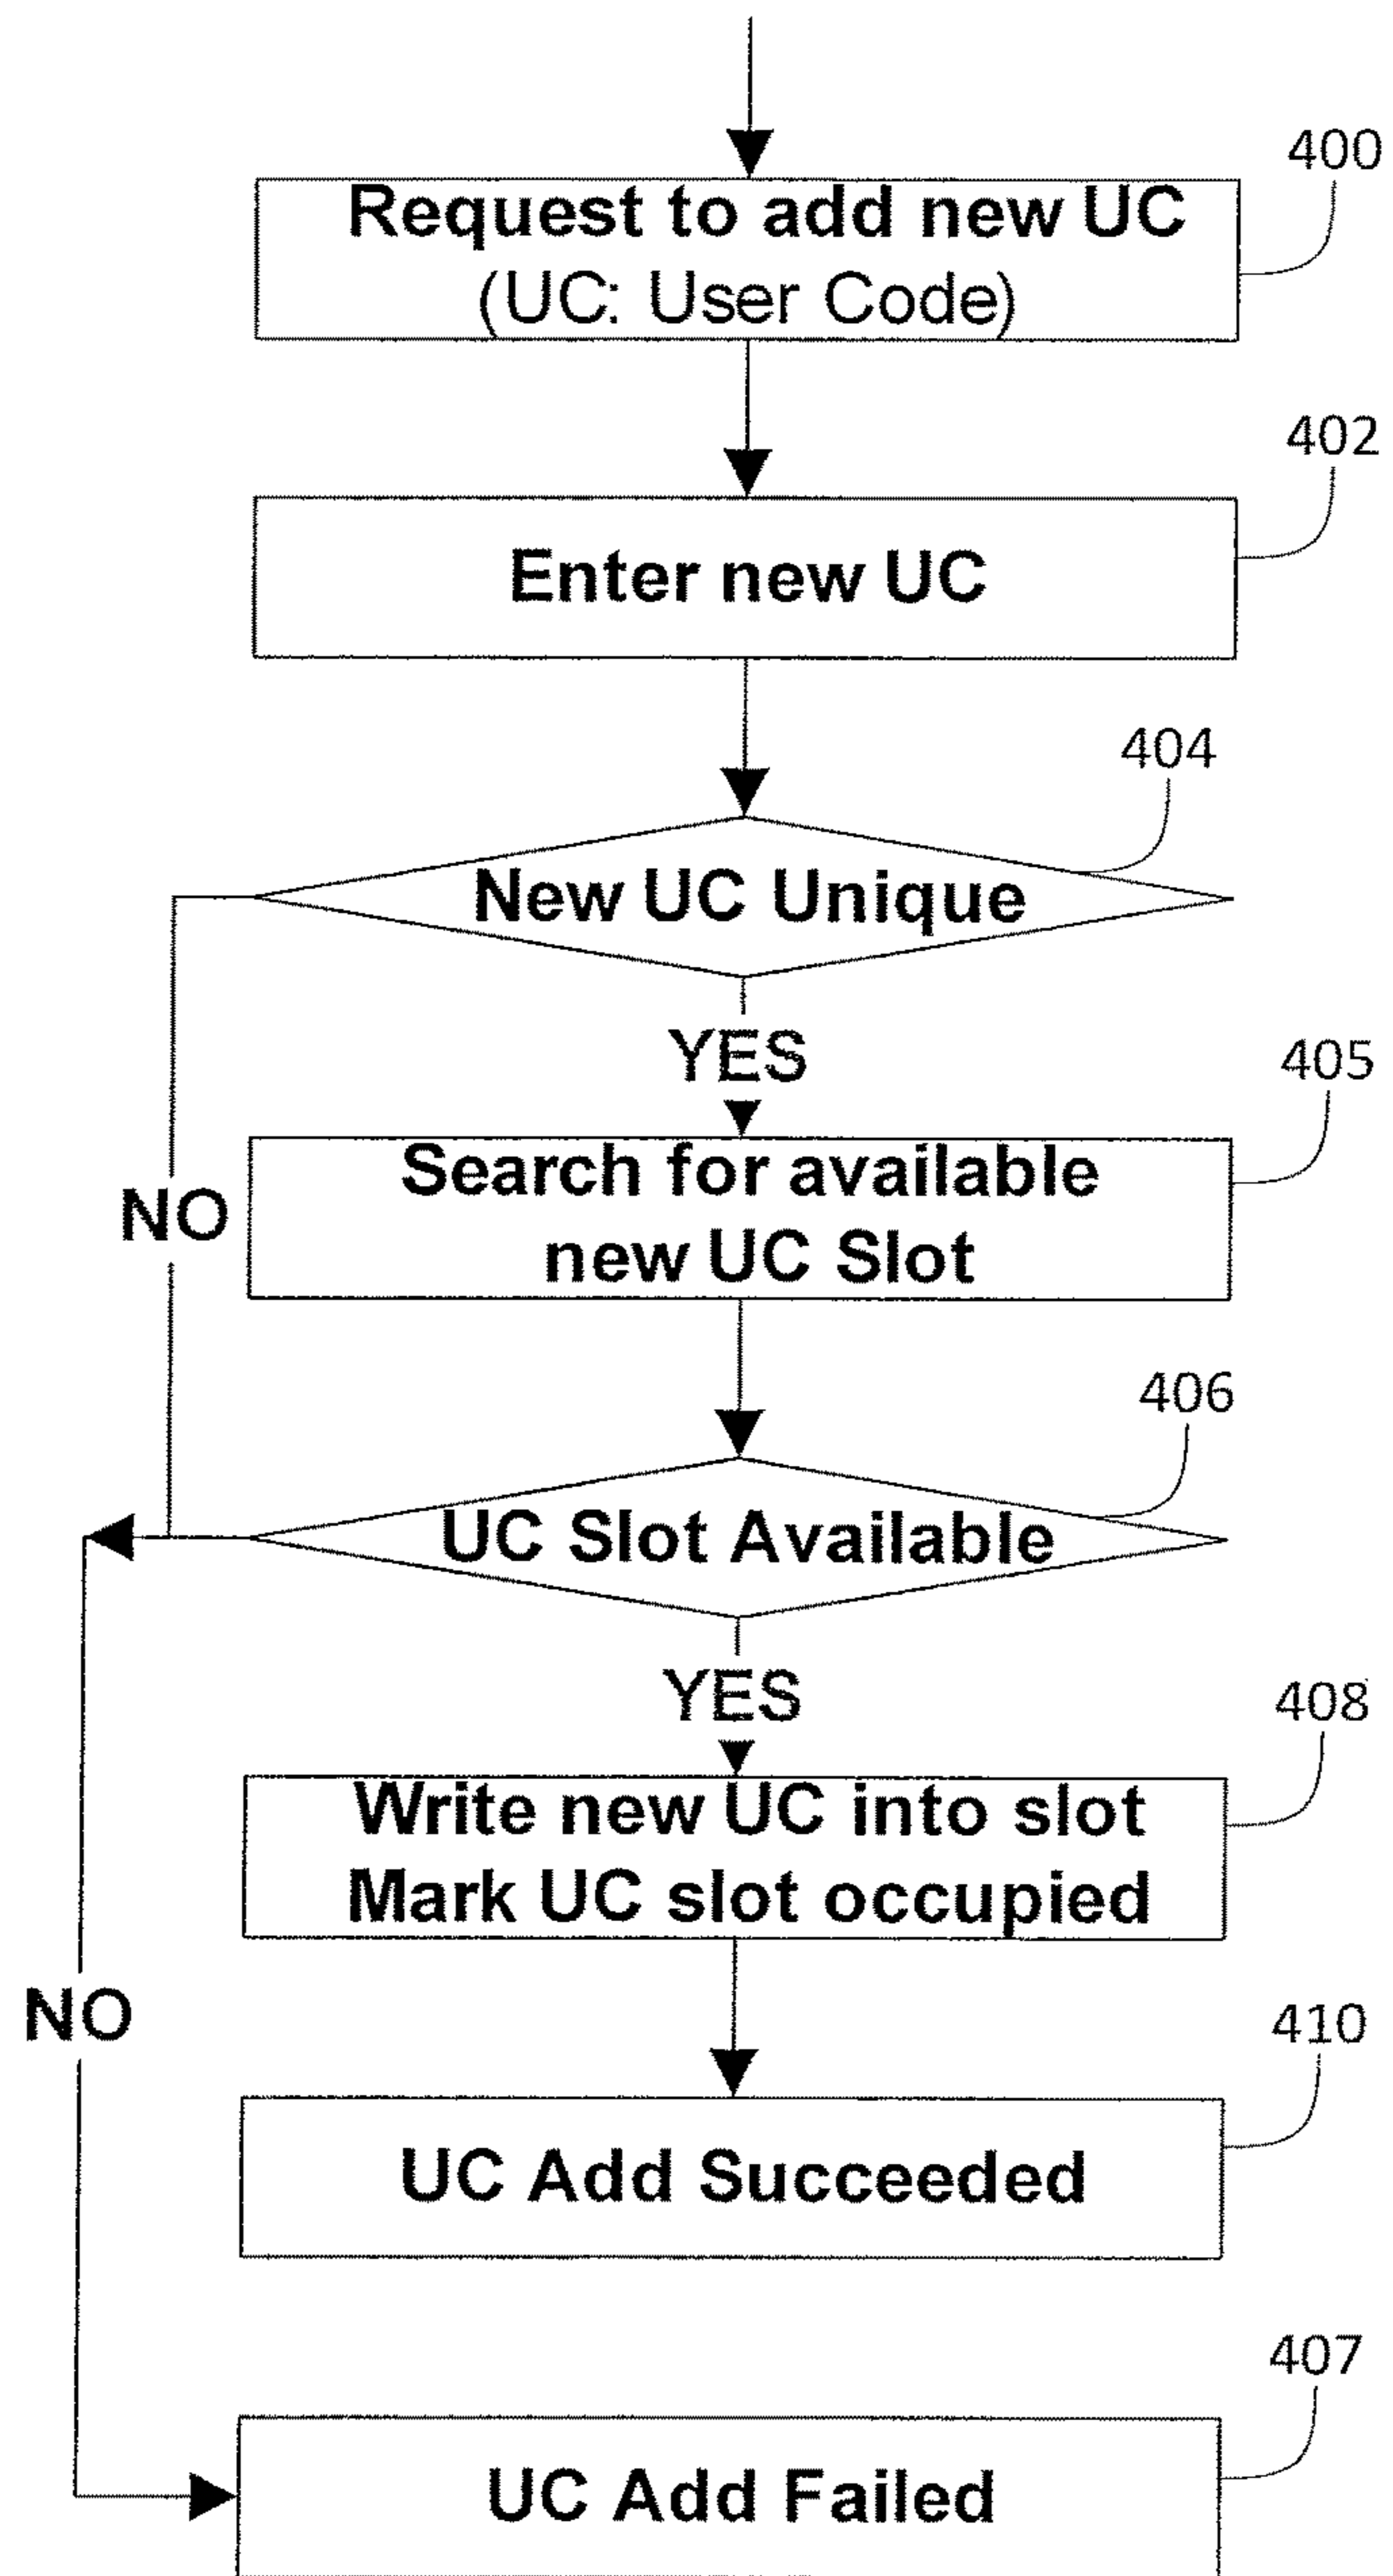 400
Request to add new UC
(UC: User Code)
402
Enter new UC
404
New UC Unique
YES
405
NO
Search for available
new UC Slot
406
UC Slot Available
YES
408
Write new UC into slot
Mark UC slot occupied
NO
410
UC Add Succeeded
407
UC Add Failed